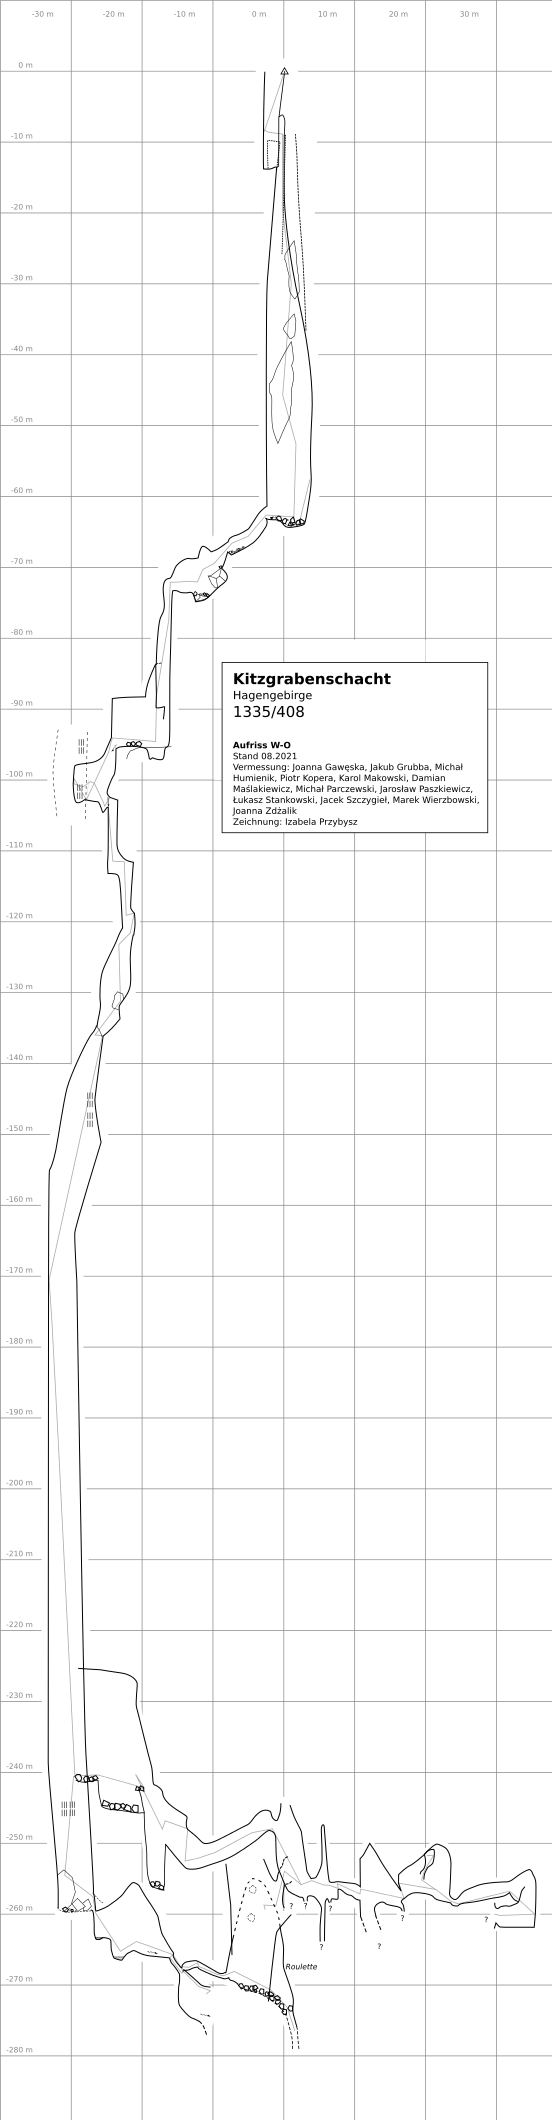 -30 m -20 m -10 m 0 m 10 m 20 m 30 m
0 m
-10 m
-20 m
-30 m
-40 m
-50 m
-60 m
-70 m
-80 m
Kitzgrabenschacht
Hagengebirge
1335/408
-90 m
Aufriss W-O
Stand 08.2021
Vermessung: Joanna Gawęska, Jakub Grubba, Michał
Humienik, Piotr Kopera, Karol Makowski, Damian
Maślakiewicz, Michał Parczewski, Jarosław Paszkiewicz,
Łukasz Stankowski, Jacek Szczygieł, Marek Wierzbowski,
Joanna Zdżalik
Zeichnung: Izabela Przybysz
-100 m
-110 m
-120 m
-130 m
-140 m
-150 m
-160 m
-170 m
-180 m
-190 m
-200 m
-210 m
-220 m
-230 m
-240 m
-250 m
? ? ?
-260 m
? ?
? ?
Roulette
-270 m
-280 m